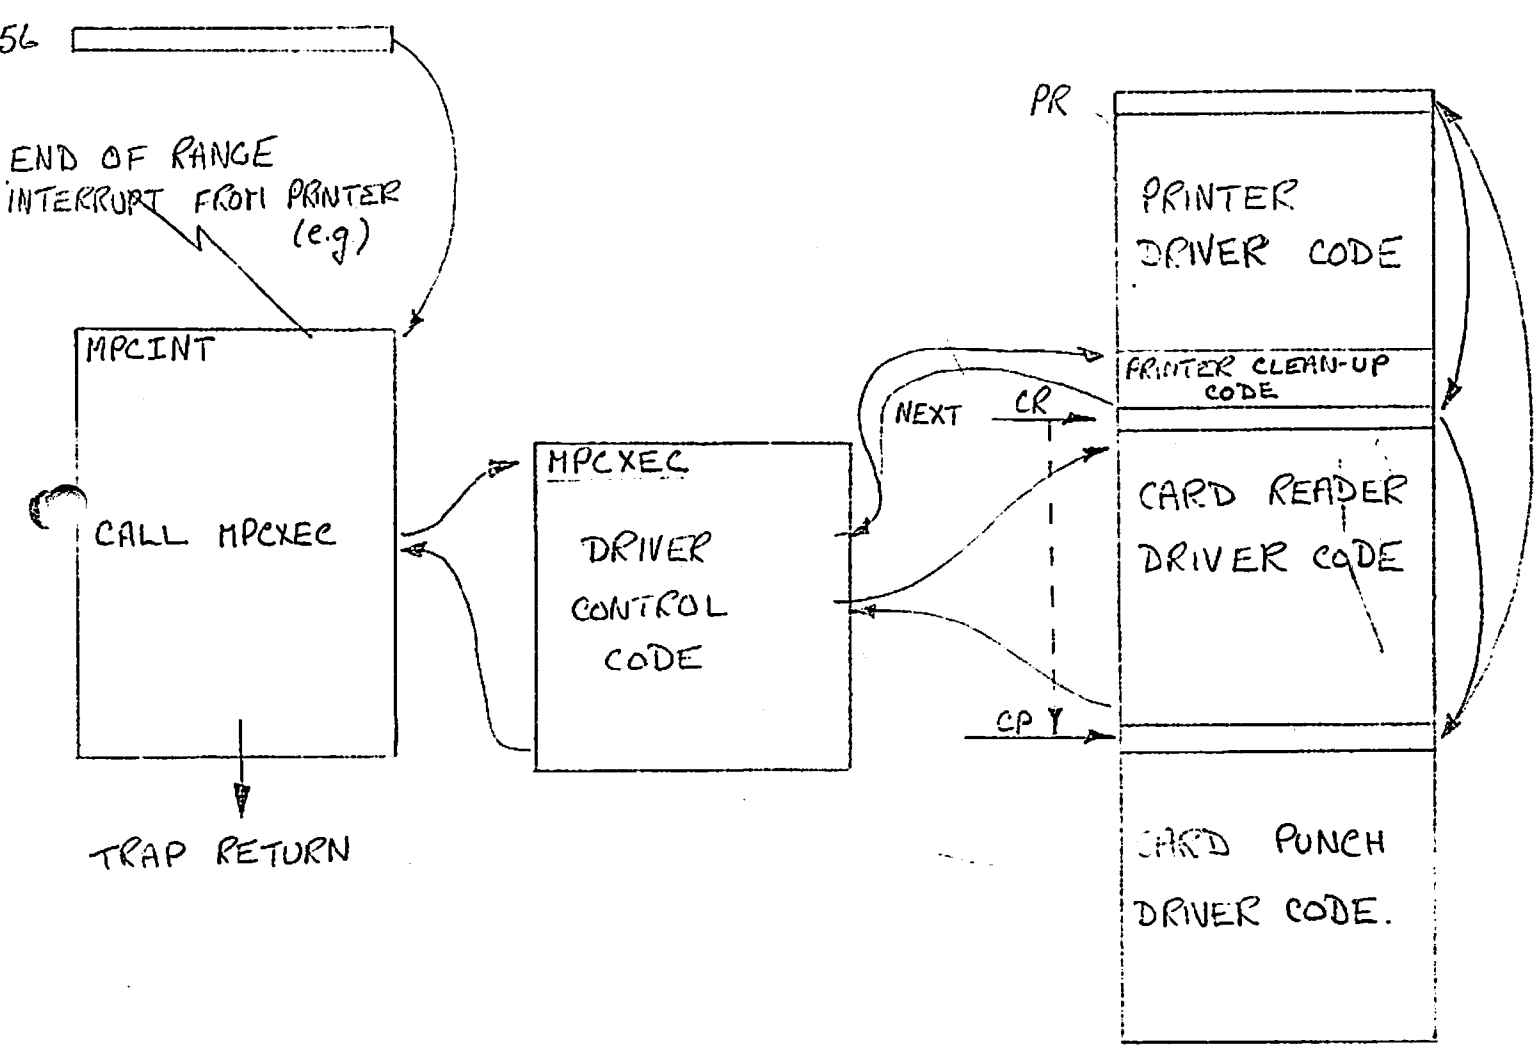 56
END OF RANGE
INTERRUPT FROM PRINTER
(e.g)
MPCINT
CALL MPCXEC
TRAP RETURN
MPCXEC
DRIVER
CONTROL
CODE
NEXT
CR
CP
PR
PRINTER
DRIVER CODE
PRINTER CLEAN-UP
CODE
CARD READER
DRIVER CODE
CARD PUNCH
DRIVER CODE.